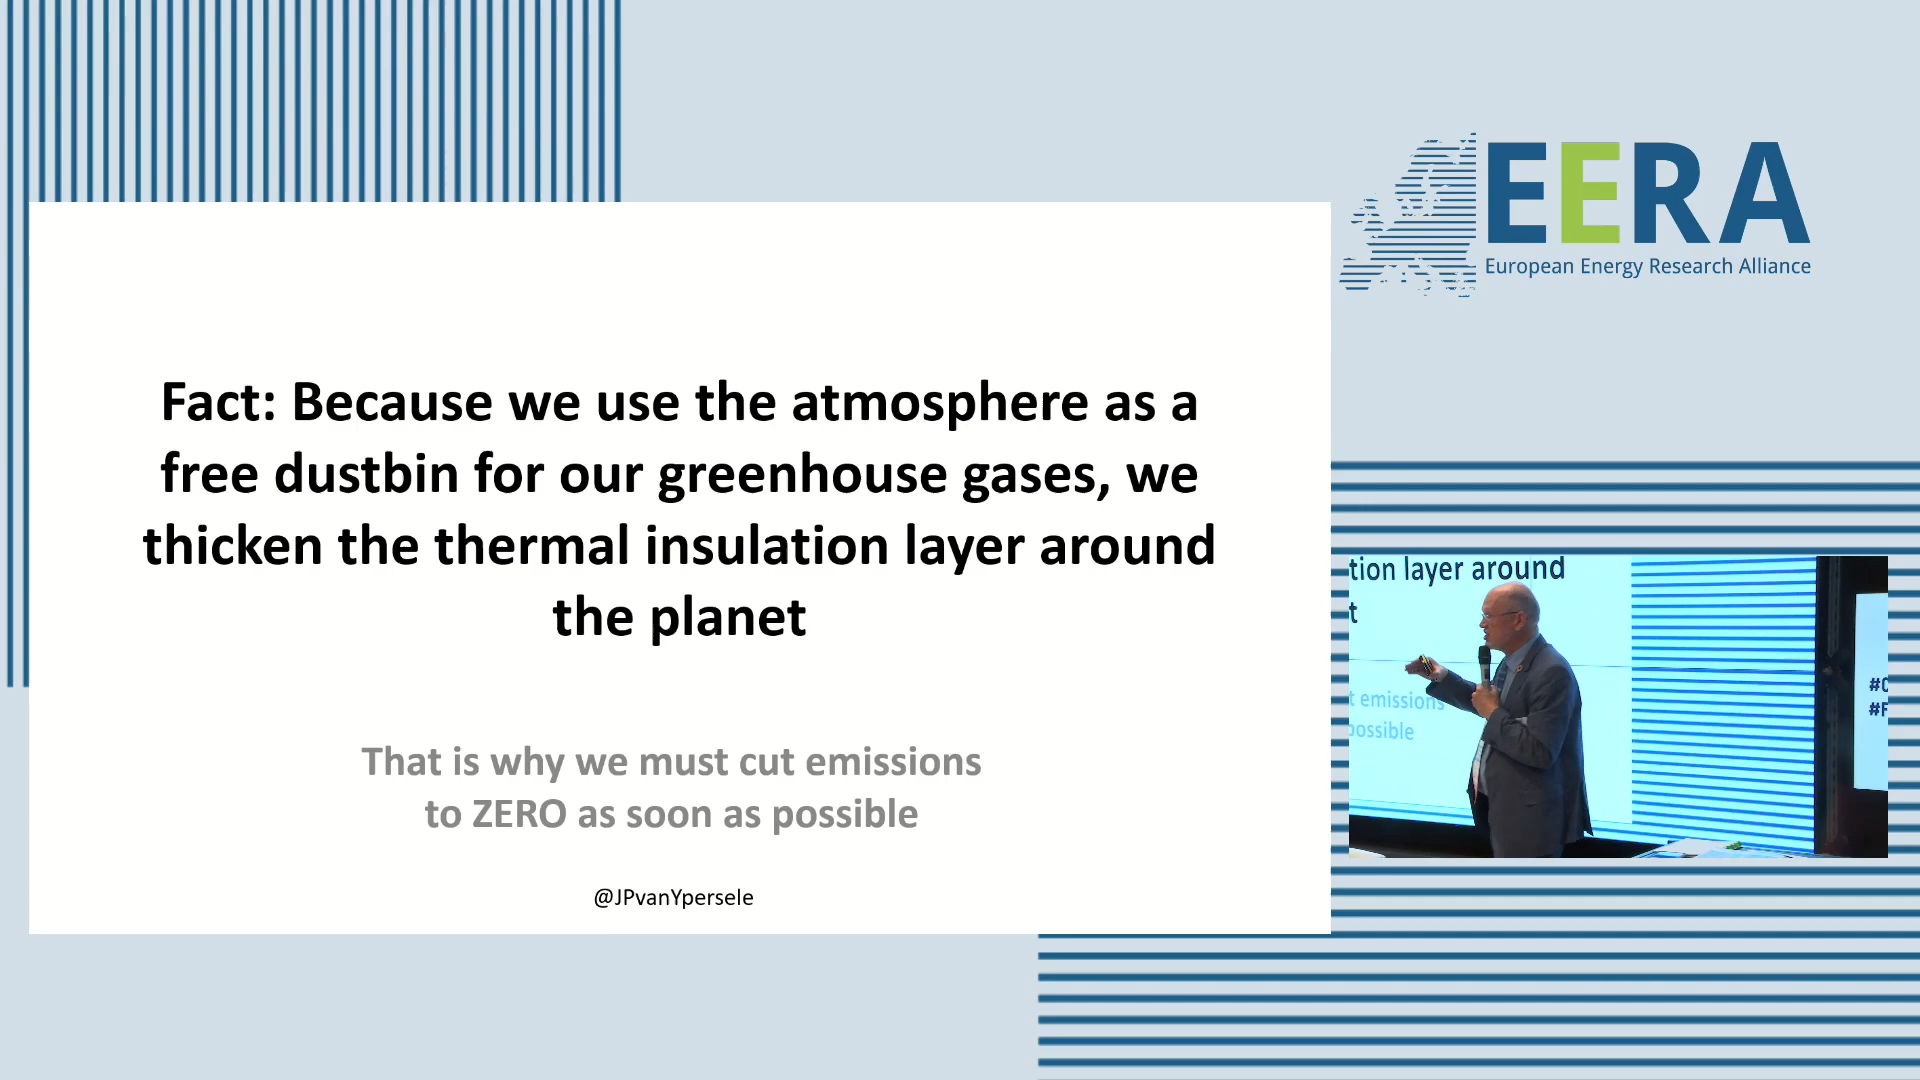 EERA
European Energy Research Alliance
Fact: Because we use the atmosphere as a
free dustbin for our greenhouse gases, we
thicken the thermal insulation layer around
the planet
That is why we must cut emissions
to ZERO as soon as possible
@JPvanYpersele
tion layer around
t
t emissions
possible
#C
#F